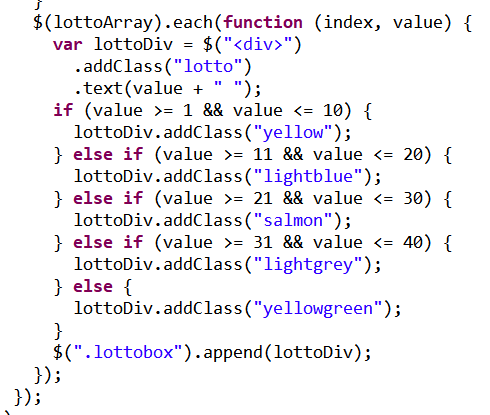 }
$(lottoArray).each(function (index, value) {
var lottoDiv = $("<div>")
.addClass("lotto")
.text(value + " ");
if (value >= 1 && value <= 10) {
lottoDiv.addClass("yellow");
} else if (value >= 11 && value <= 20) {
lottoDiv.addClass("lightblue");
} else if (value >= 21 && value <= 30) {
lottoDiv.addClass("salmon");
} else if (value >= 31 && value <= 40) {
lottoDiv.addClass("lightgrey");
} else {
lottoDiv.addClass("yellowgreen");
}
$(".lottobox").append(lottoDiv);
});
});